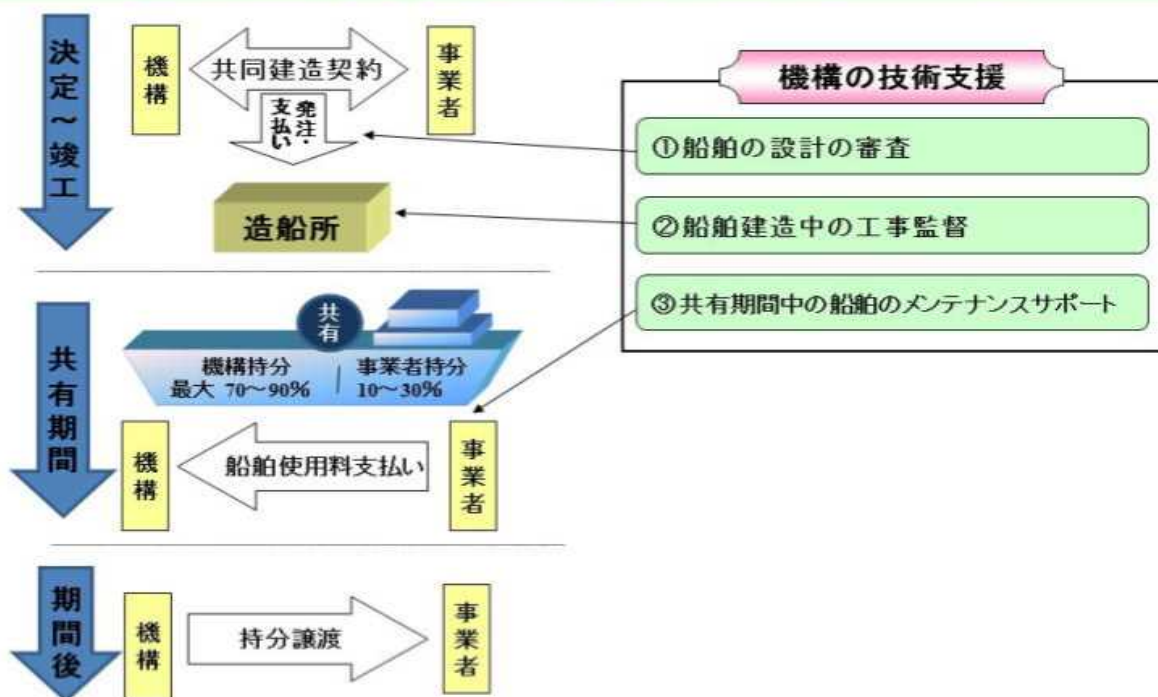 決定～竣工
機構
共同建造契約
事業者
発注・
支払い
造船所
機構の技術支援
①船舶の設計の審査
②船舶建造中の工事監督
③共有期間中の船舶のメンテナンスサポート
共有期間
共有
機構持分
最大 70～90%
事業者持分
10～30%
機構
船舶使用料支払い
事業者
期間後
機構
持分譲渡
事業者